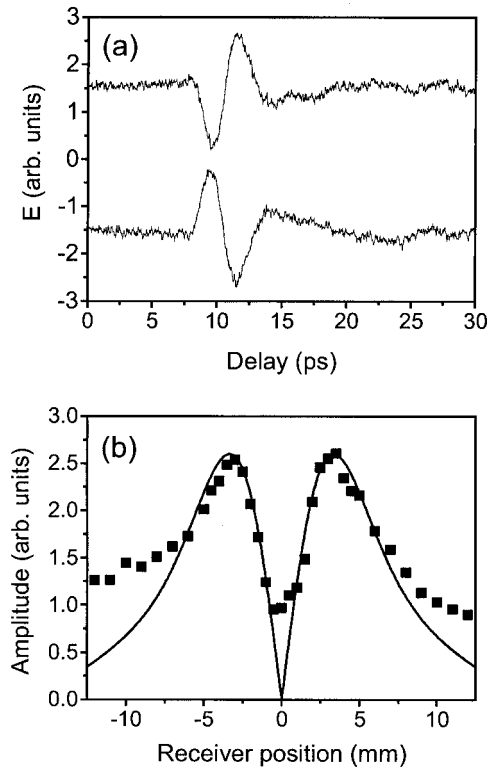 (a)
3
2
1
0
-1
-2
-3
E (arb. units)
0 5 10 15 20 25 30
Delay (ps)
(b)
3.0
2.5
2.0
1.5
1.0
0.5
0.0
Amplitude (arb. units)
-10 -5 0 5 10
Receiver position (mm)